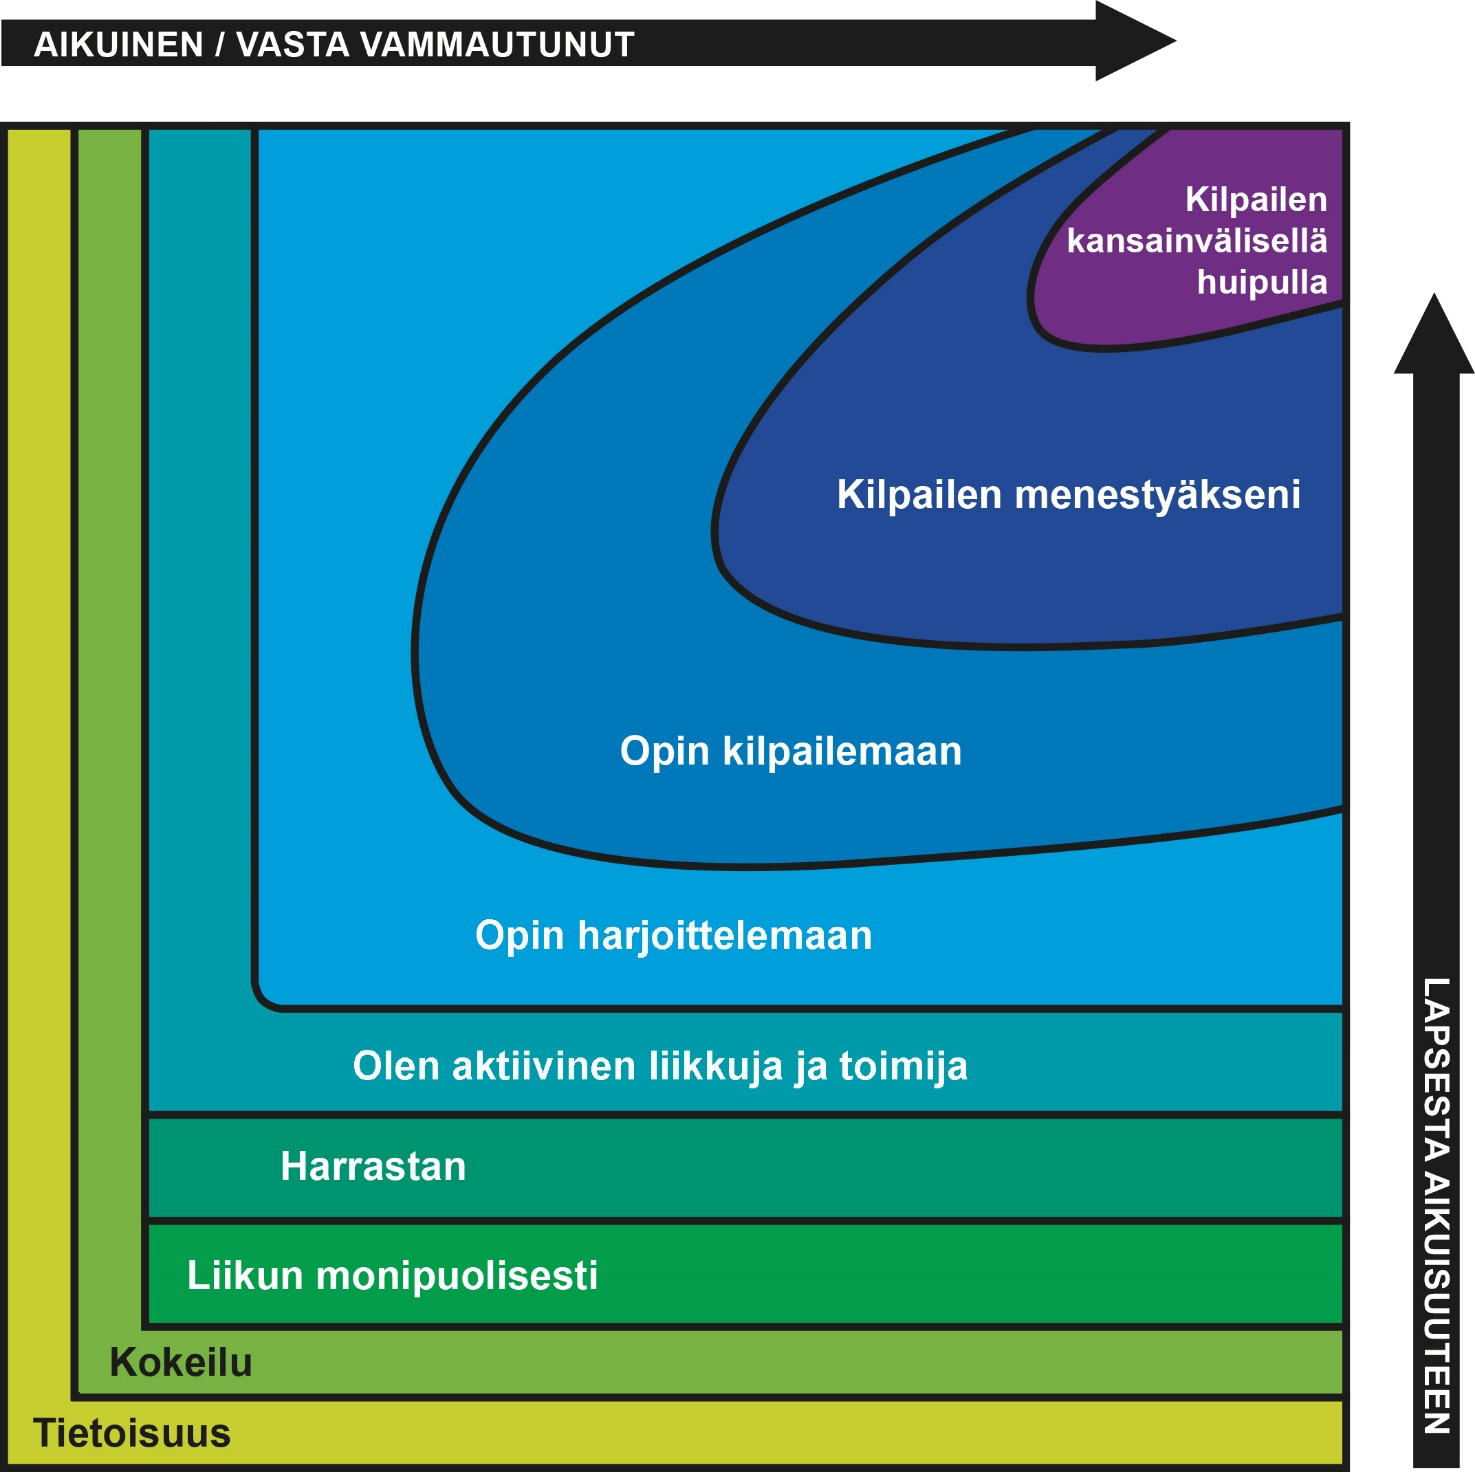 AIKUINEN / VASTA VAMMAUTUNUT
Kilpailen
kansainvälisellä
huipulla
Kilpailen menestyäkseni
Opin kilpailemaan
Opin harjoittelemaan
Olen aktiivinen liikkuja ja toimija
Harrastan
Liikun monipuolisesti
Kokeilu
Tietoisuus
LAPSESTA AIKUISUUTEEN